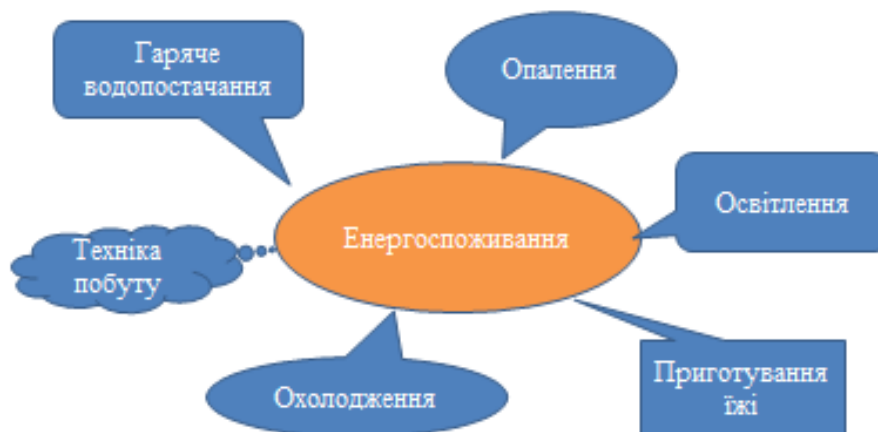 Гаряче
водопостачання
Опалення
Освітлення
Енергоспоживання
Техніка
побуту
Приготування
їжі
Охолодження